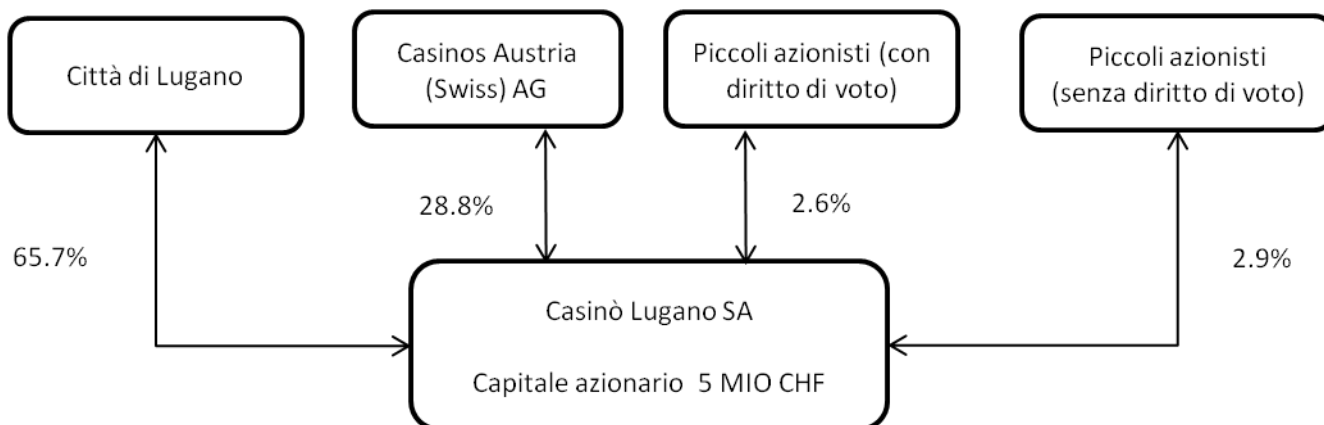 Città di Lugano
Casinos Austria
(Swiss) AG
Piccoli azionisti (con
diritto di voto)
Piccoli azionisti
(senza diritto di voto)
65.7%
28.8%
2.6%
2.9%
Casinò Lugano SA
Capitale azionario 5 MIO CHF